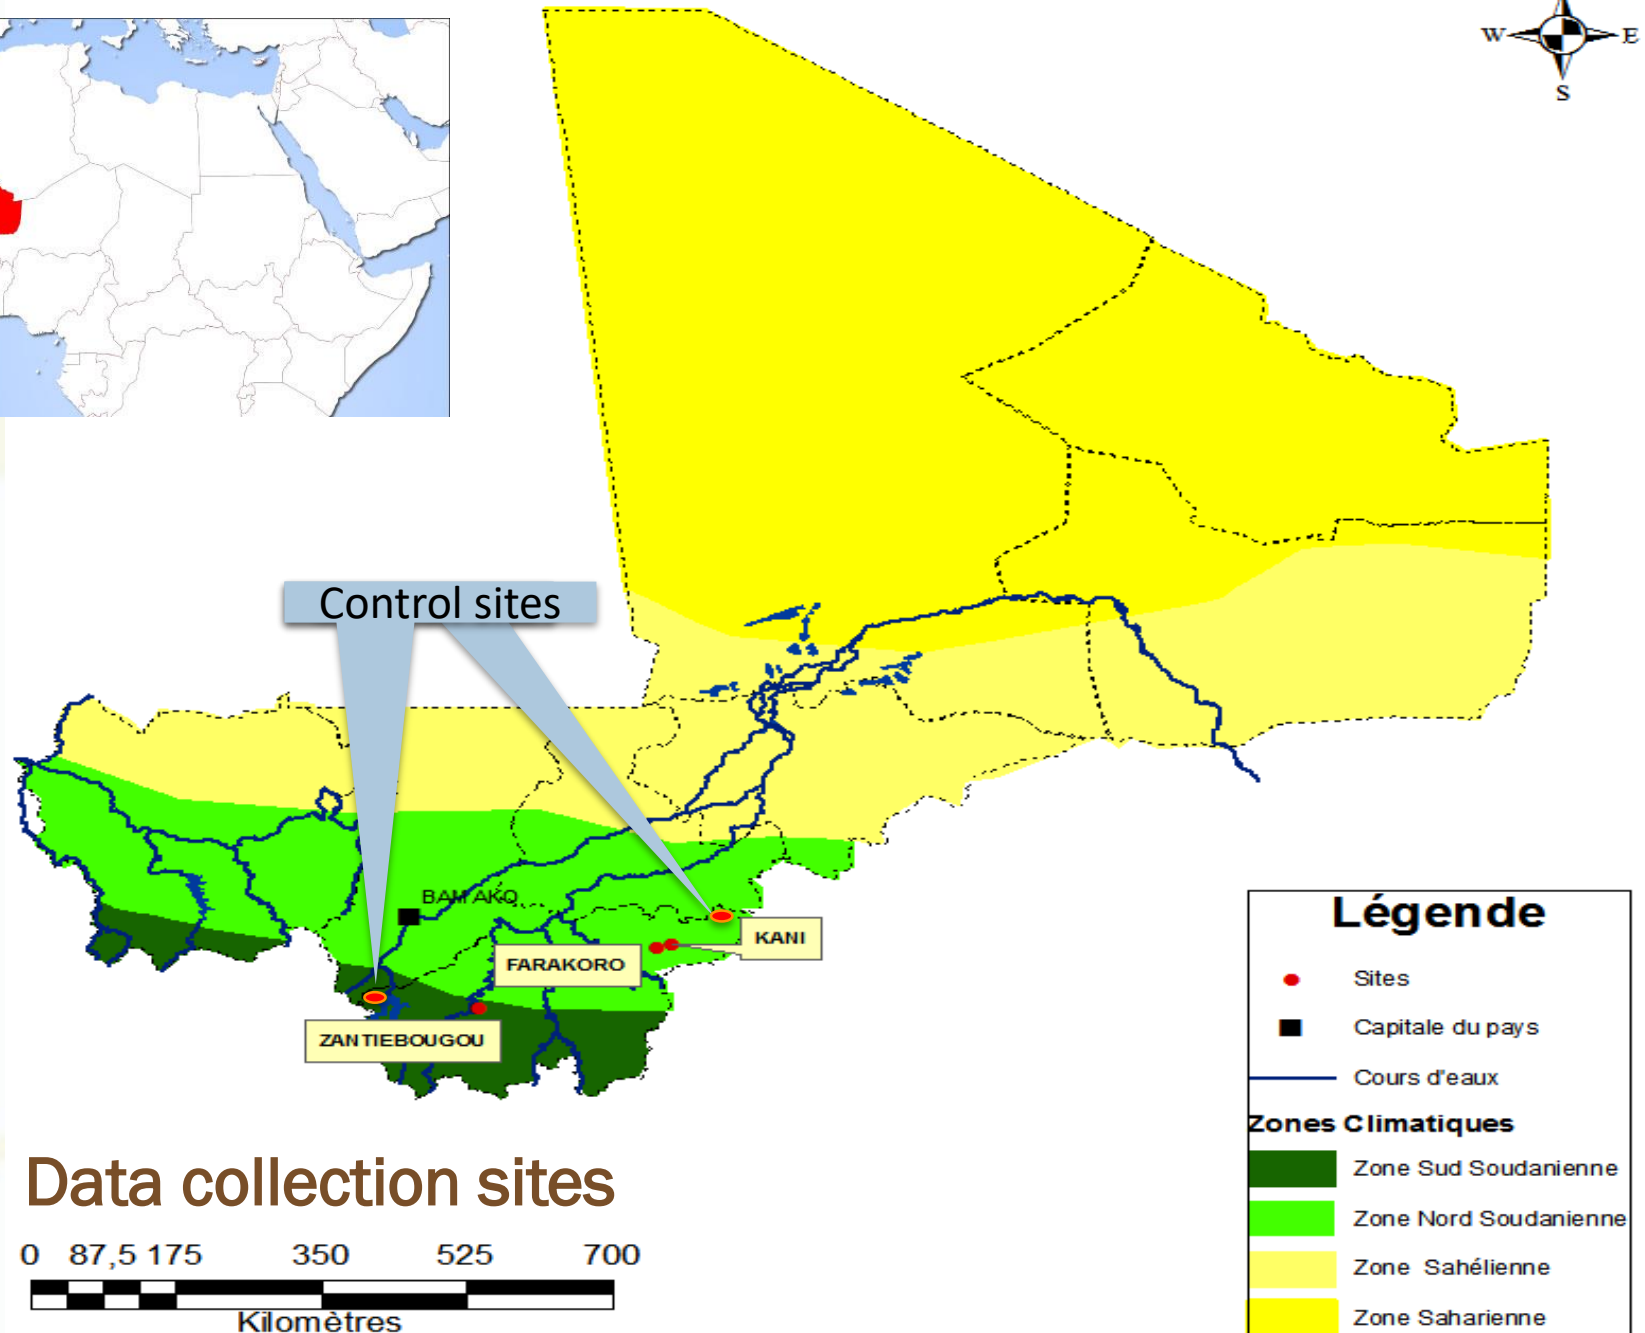 W
E
S
Control sites
BAMAKO
KANI
FARAKORO
ZANTIEBOUGOU
Légende
Sites
Capitale du pays
Cours d'eaux
Zones Climatiques
Zone Sud Soudanienne
Zone Nord Soudanienne
Zone Sahélienne
Zone Saharienne
Data collection sites
0 87,5 175 350 525 700
Kilomètres